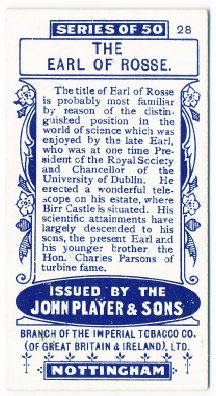 SERIES OF 50
28
THE
EARL OF ROSSE.
The title of Earl of Rosse
is probably most familiar
by reason of the distin-
guished position in the
world of science which was
enjoyed by the late Earl,
who was at one time Pre-
sident of the Royal Society
and Chancellor of the
University of Dublin. He
erected a wonderful tele-
scope on his estate, where
Birr Castle is situated. His
scientific attainments have
largely descended to his
sons, the present Earl and
his younger brother the
Hon. Charles Parsons of
turbine fame.
ISSUED BY THE
JOHN PLAYER & SONS
BRANCH OF THE IMPERIAL TOBACCO CO.
(OF GREAT BRITAIN & IRELAND), LTD.
NOTTINGHAM